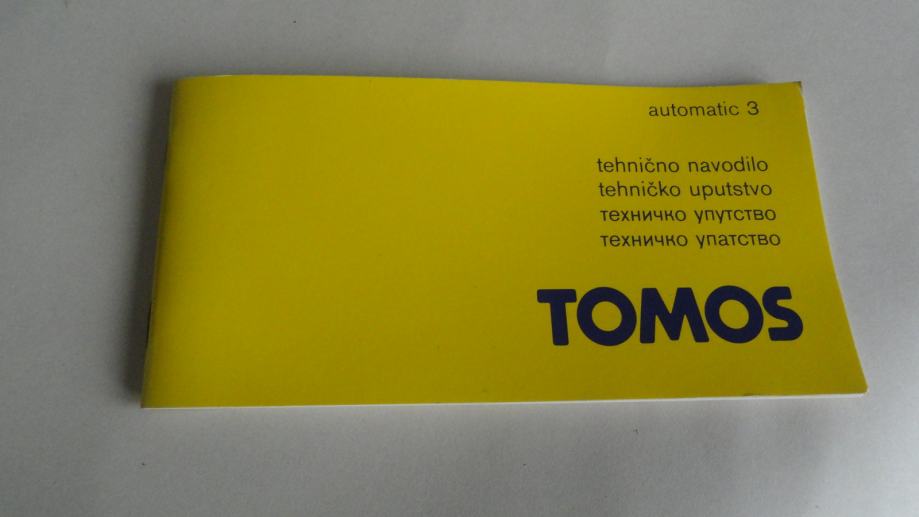 automatic 3
tehnično navodilo
tehničko uputstvo
техничко упутство
техничко упатство
TOMOS